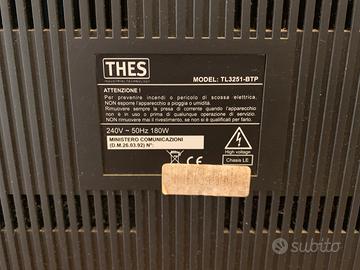 THES
INDUSTRIAL TECHNOLOGY
MODEL: TL3251-BTP
ATTENZIONE !
Per prevenire incendi o pericolo di scossa elettrica.
NON esporre l'apparecchio a pioggia o umidità.
Rimuovere sempre la presa di corrente quando l'apparecchio
non è in uso o prima di qualunque operazione di servizio.
NON rimuovere mai il rivestimento, se non si è qualificati per farlo.
240V ~ 50Hz 180W
MINISTERO COMUNICAZIONI
(D.M.26.03.92) N°:
CE
High voltage
Chasis LE
subito